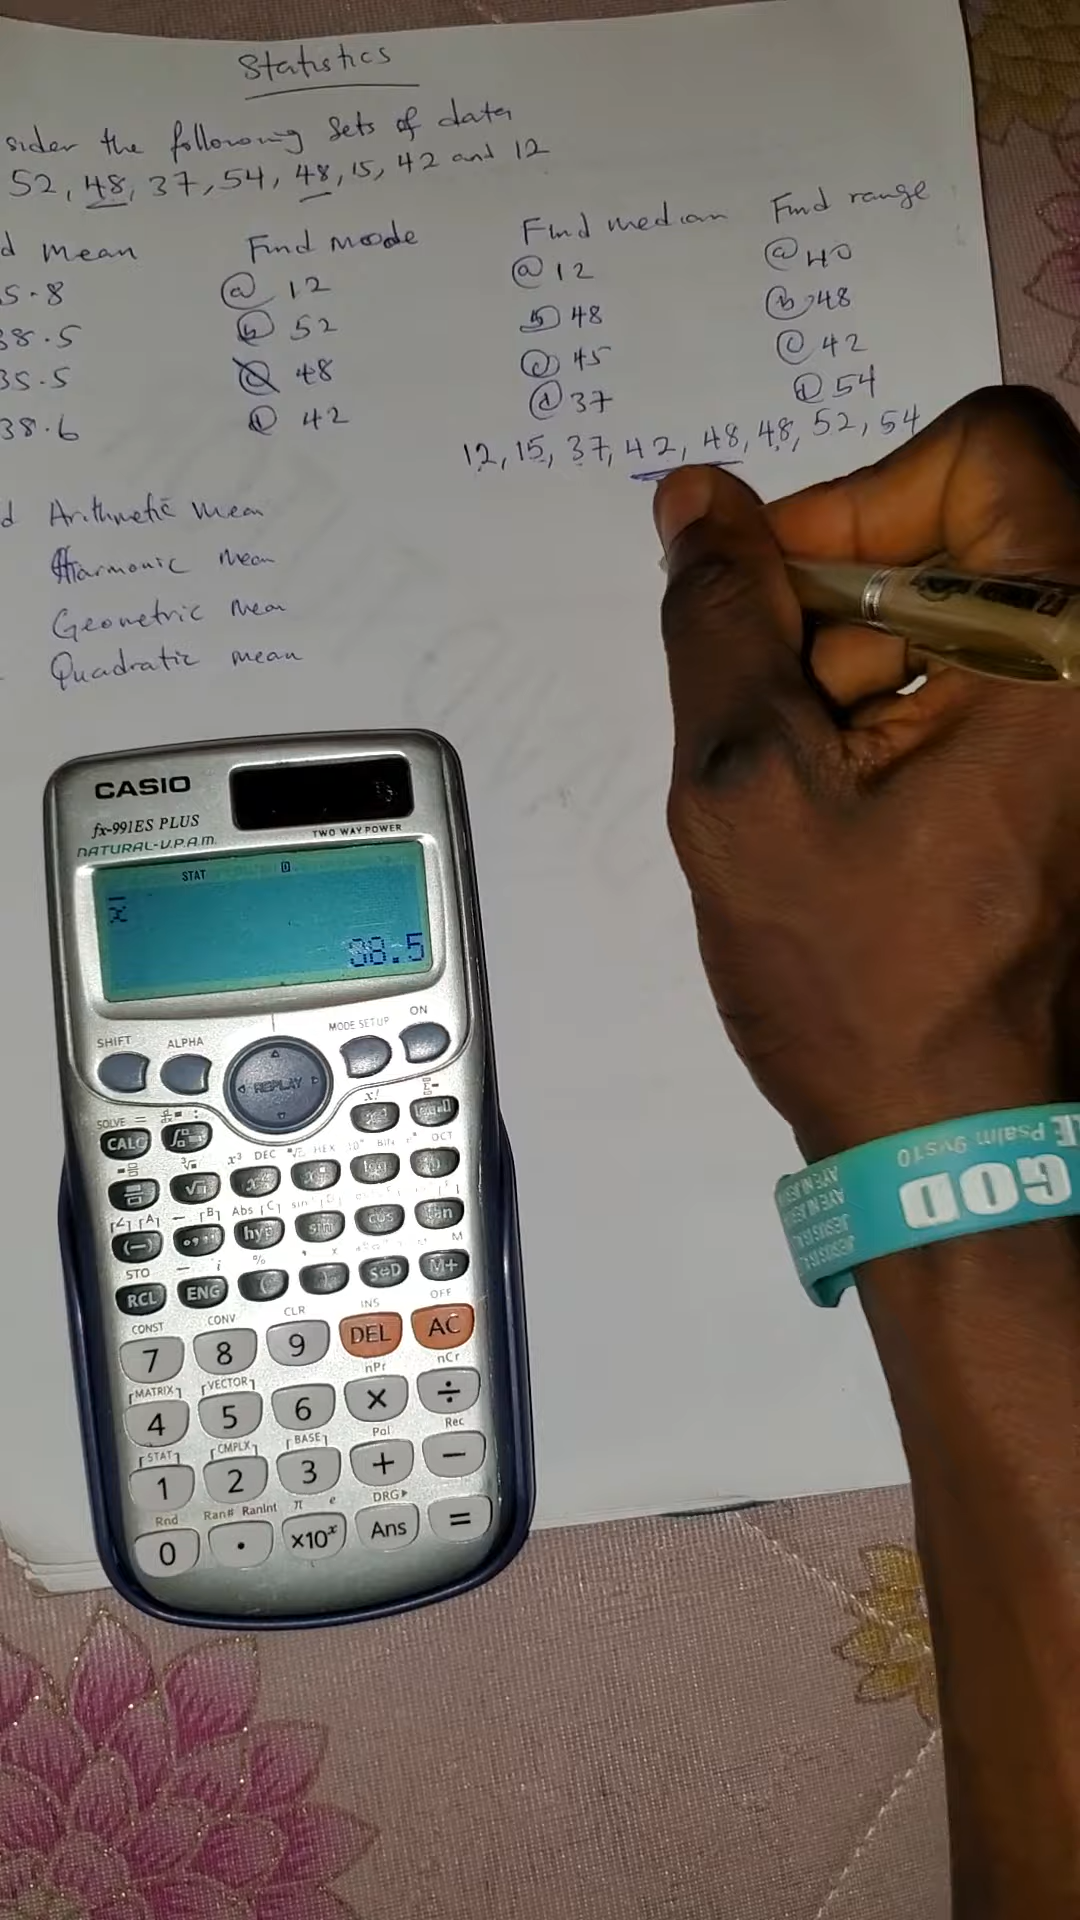 Statistics
sider the following sets of data
52, 48, 37, 54, 48, 15, 42 and 12
d mean
5.8
38.5
35.5
38.6
Find mode
(a) 12
(b) 52
(c) 48
(d) 42
Find median
(a) 12
(b) 48
(c) 45
(d) 37
Find range
(a) 40
(b) 48
(c) 42
(d) 54
12, 15, 37, 42, 48, 48, 52, 54
d Arithmetic mean
Harmonic mean
Geometric mean
Quadratic mean
CASIO
fx-991ES PLUS
NATURAL-V.P.A.M.
TWO WAY POWER
STAT D
x̄
38.5
SHIFT ALPHA MODE SETUP ON
REPLAY
SOLVE = x!
CALC
x³ DEC HEX 10ˣ BIN OCT
Abs
hyp sin cos tan
STO M
RCL ENG ( ) S⇔D M+
CONST CONV CLR INS OFF
7 8 9 DEL AC
MATRIX VECTOR nPr nCr
4 5 6 × ÷
STAT CMPLX BASE Pol Rec
1 2 3 + −
Rnd Ran# RanInt π e DRG▶
0 . ×10ˣ Ans =
E Psalm 9vs10
GOD